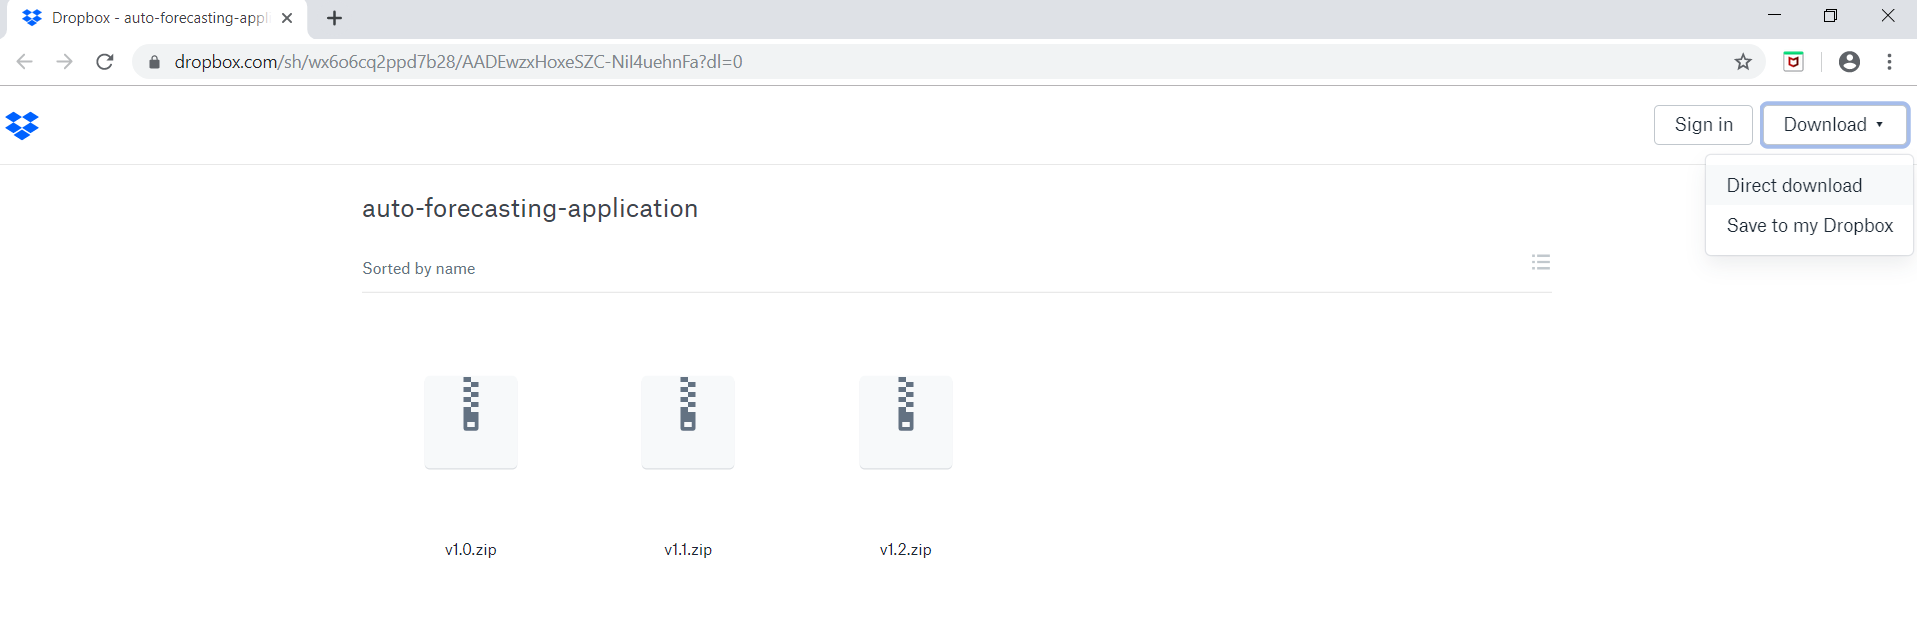 Dropbox - auto-forecasting-appl
dropbox.com/sh/wx6o6cq2ppd7b28/AADEwzxHoxeSZC-Nil4uehnFa?dl=0
Sign in
Download
Direct download
Save to my Dropbox
auto-forecasting-application
Sorted by name
v1.0.zip
v1.1.zip
v1.2.zip